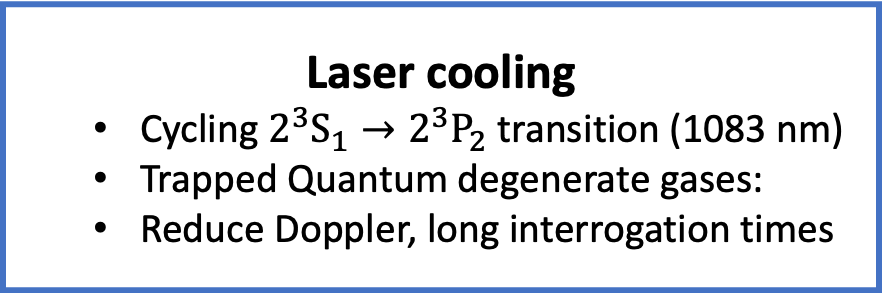 Laser cooling
• Cycling 2³S₁ → 2³P₂ transition (1083 nm)
• Trapped Quantum degenerate gases:
• Reduce Doppler, long interrogation times